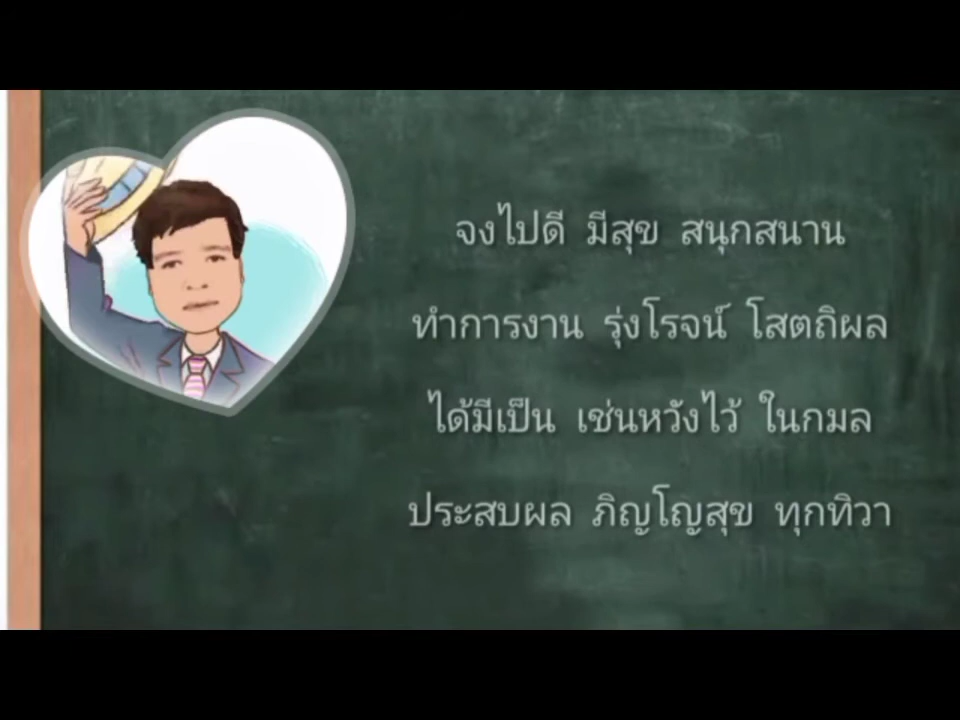 จงไปดี มีสุข สนุกสนาน
ทำการงาน รุ่งโรจน์ โสตถิผล
ได้มีเป็น เช่นหวังไว้ ในกมล
ประสบผล ภิญโญสุข ทุกทิวา